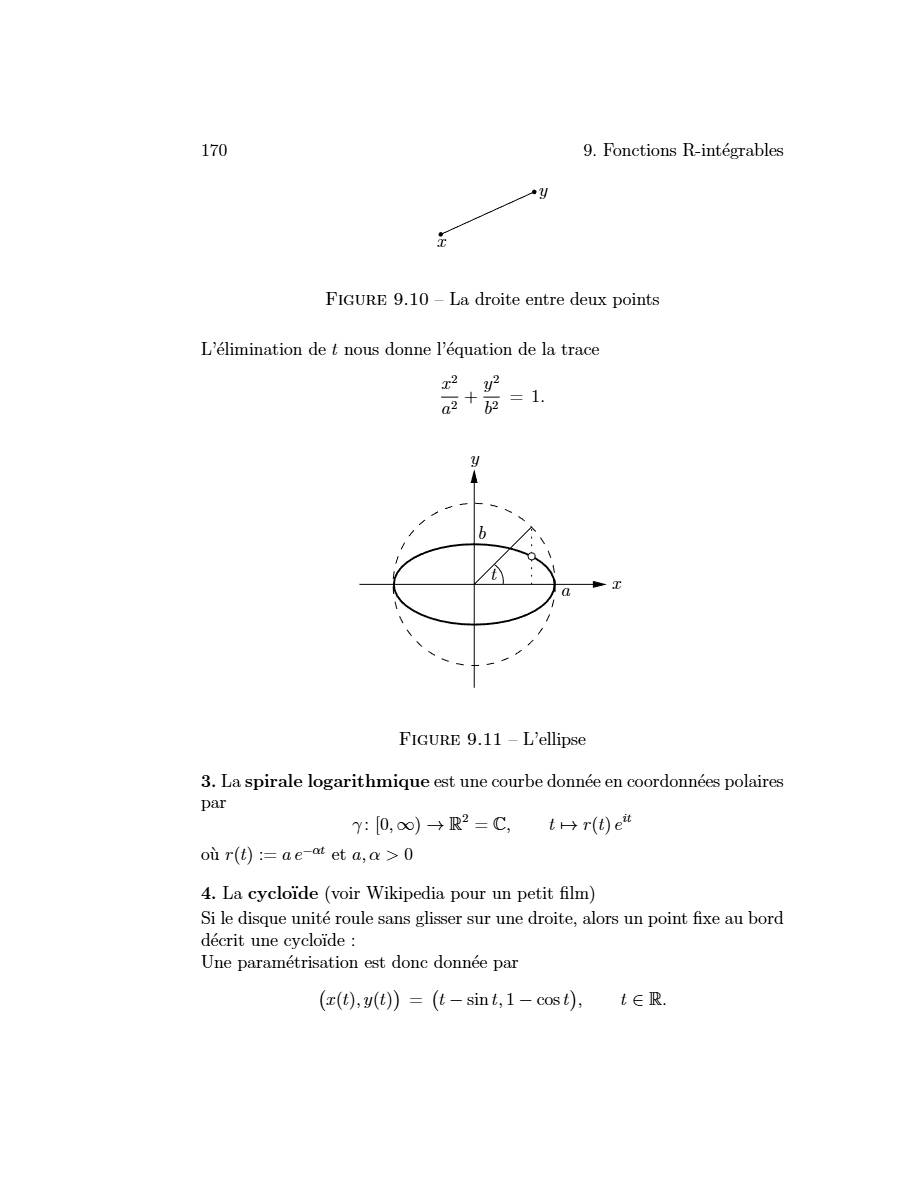 170 9. Fonctions R-intégrables
y
x
FIGURE 9.10 – La droite entre deux points
L'élimination de t nous donne l'équation de la trace
x²/a² + y²/b² = 1.
y
b
t
x
a
FIGURE 9.11 – L'ellipse
3. La spirale logarithmique est une courbe donnée en coordonnées polaires
par
γ: [0, ∞) → ℝ² = ℂ, t ↦ r(t) e^{it}
où r(t) := a e^{−αt} et a, α > 0
4. La cycloïde (voir Wikipedia pour un petit film)
Si le disque unité roule sans glisser sur une droite, alors un point fixe au bord
décrit une cycloïde :
Une paramétrisation est donc donnée par
(x(t), y(t)) = (t − sin t, 1 − cos t), t ∈ ℝ.